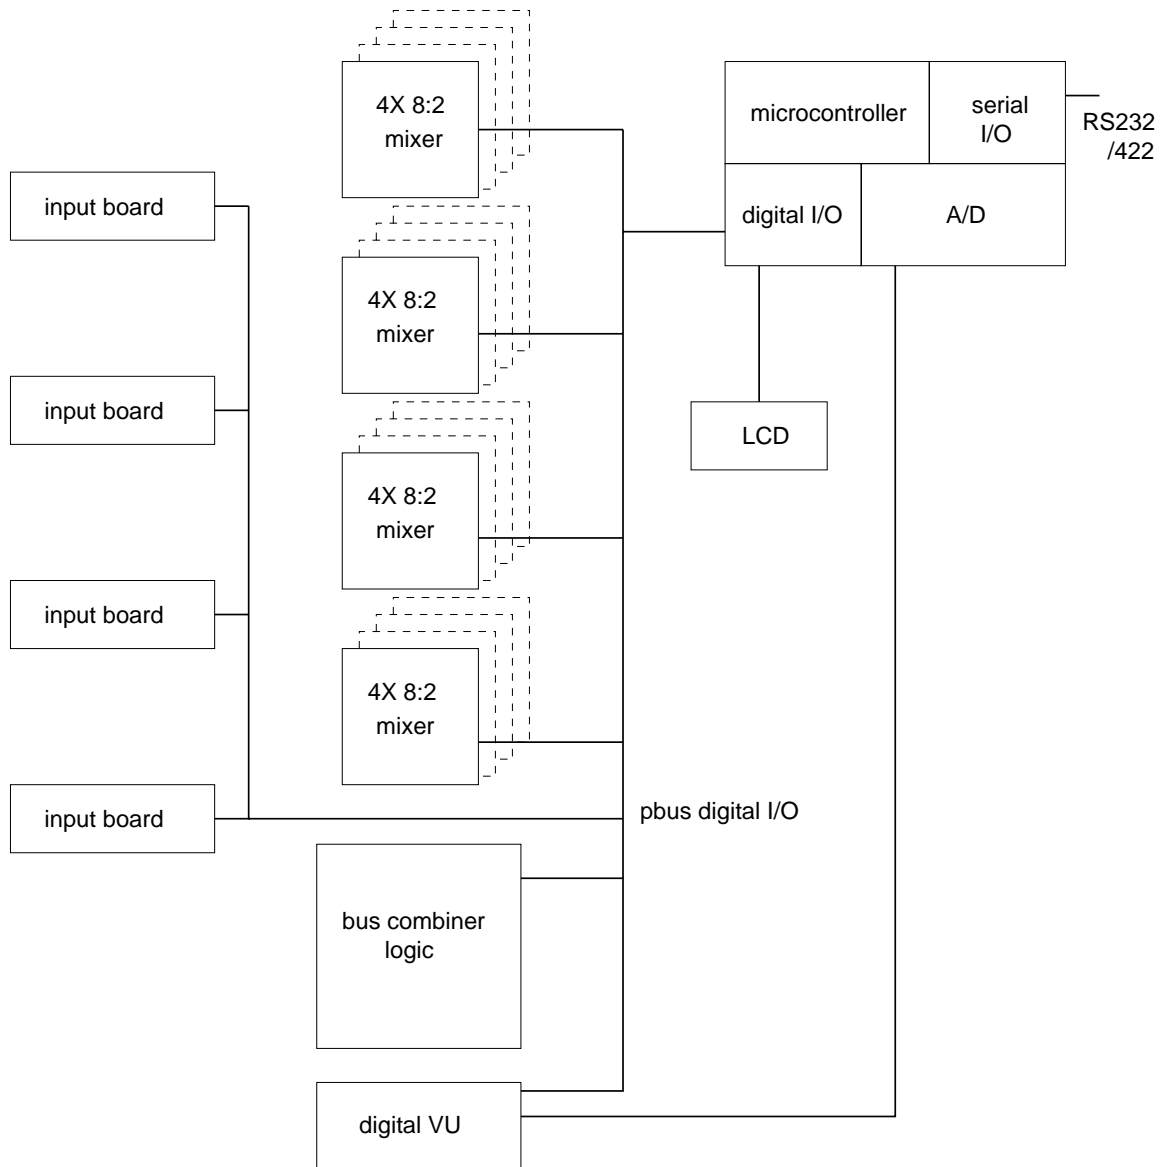 4X 8:2
mixer
microcontroller
serial
I/O
RS232
/422
input board
digital I/O
A/D
4X 8:2
mixer
input board
LCD
4X 8:2
mixer
input board
4X 8:2
mixer
input board
pbus digital I/O
bus combiner
logic
digital VU